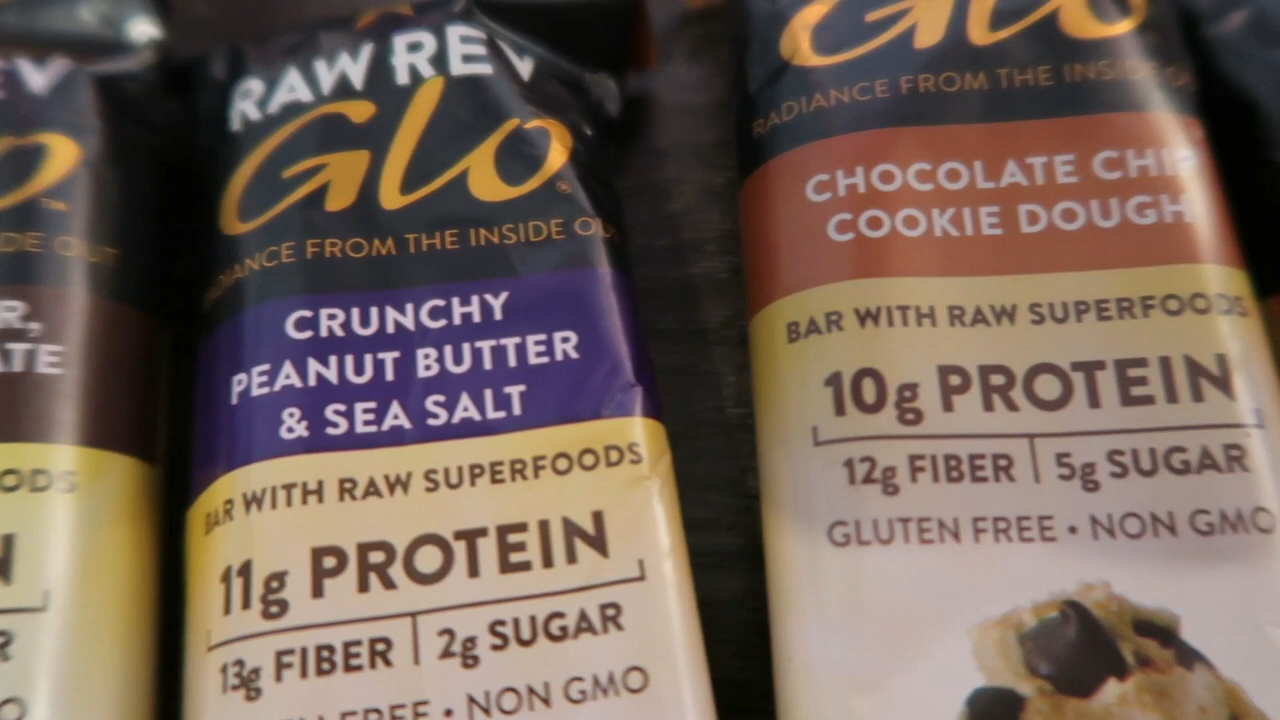 RAW REV
Glo
FROM THE INSIDE
CRUNCHY
PEANUT BUTTER
& SEA SALT
BAR WITH RAW SUPERFOODS
11g PROTEIN
13g FIBER | 2g SUGAR
FREE • NON GMO
Glo
RADIANCE FROM THE INSIDE
CHOCOLATE CHIP
COOKIE DOUGH
BAR WITH RAW SUPERFOODS
10g PROTEIN
12g FIBER | 5g SUGAR
GLUTEN FREE • NON GMO